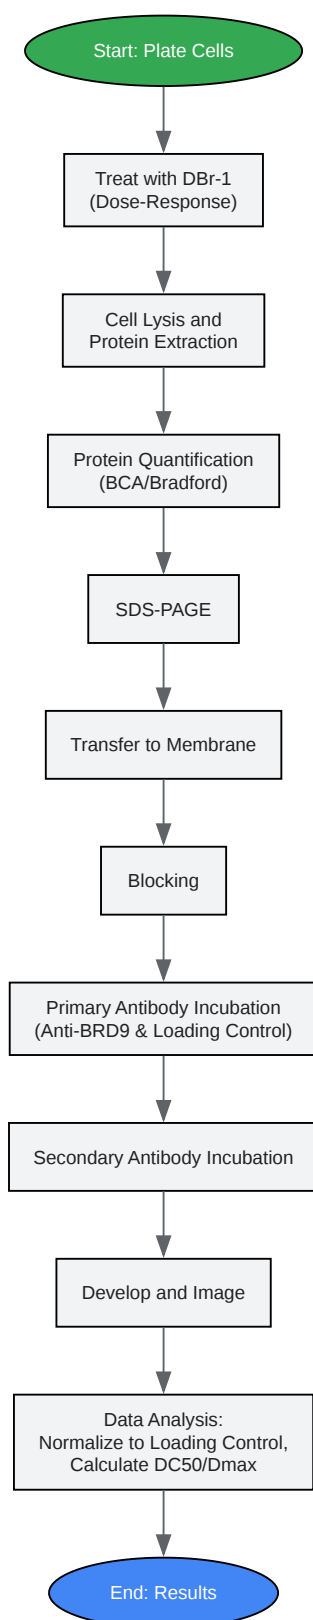 Start: Plate Cells
Treat with DBr-1
(Dose-Response)
Cell Lysis and
Protein Extraction
Protein Quantification
(BCA/Bradford)
SDS-PAGE
Transfer to Membrane
Blocking
Primary Antibody Incubation
(Anti-BRD9 & Loading Control)
Secondary Antibody Incubation
Develop and Image
Data Analysis:
Normalize to Loading Control,
Calculate DC50/Dmax
End: Results